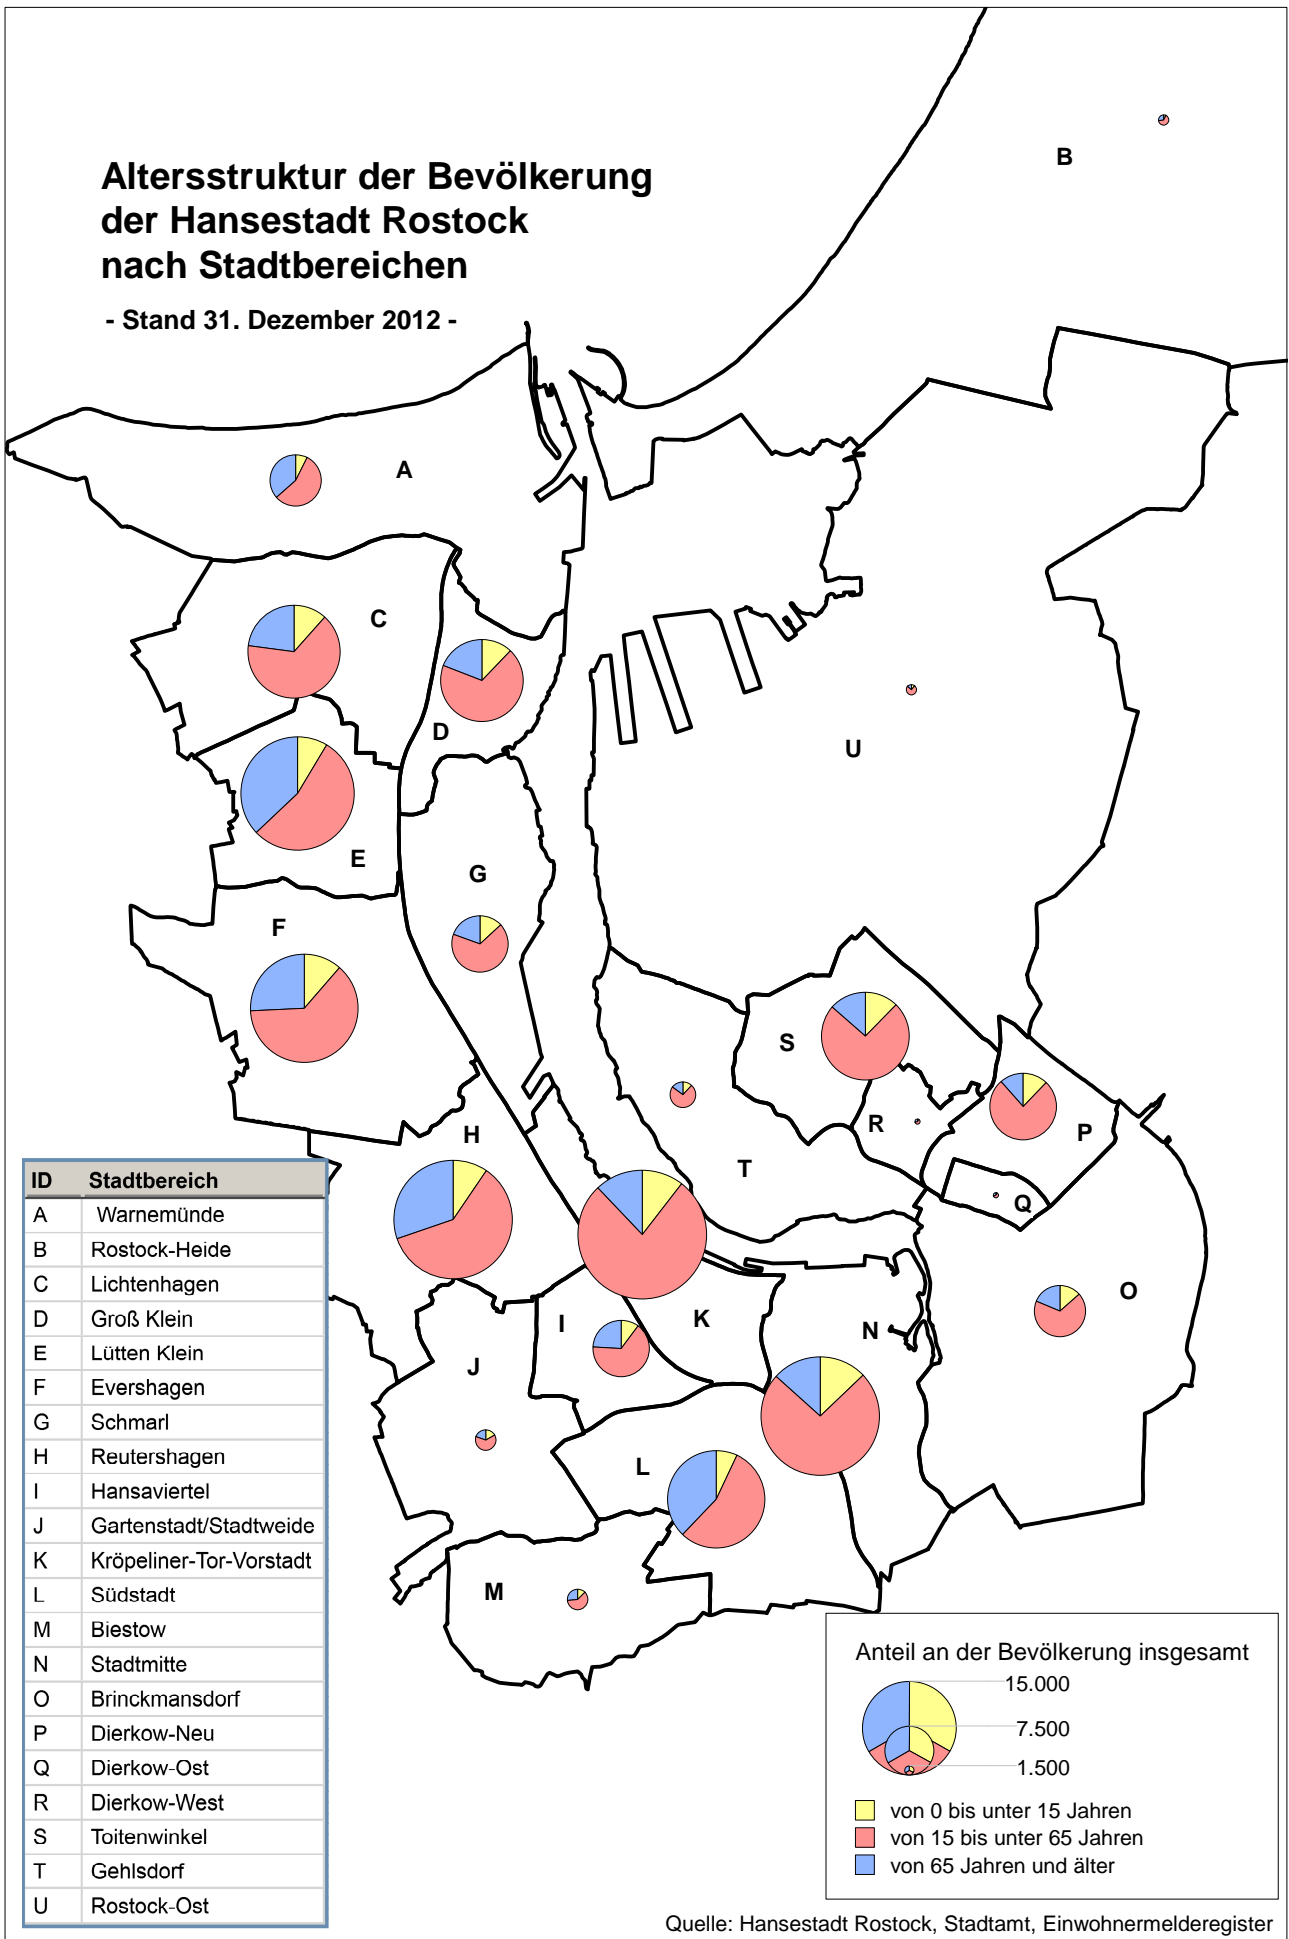 Altersstruktur der Bevölkerung
der Hansestadt Rostock
nach Stadtbereichen
- Stand 31. Dezember 2012 -
B
A
C
D
U
E
G
F
S
R
P
H
T
Q
O
I
K
N
J
L
M
ID Stadtbereich
A Warnemünde
B Rostock-Heide
C Lichtenhagen
D Groß Klein
E Lütten Klein
F Evershagen
G Schmarl
H Reutershagen
I Hansaviertel
J Gartenstadt/Stadtweide
K Kröpeliner-Tor-Vorstadt
L Südstadt
M Biestow
N Stadtmitte
O Brinckmansdorf
P Dierkow-Neu
Q Dierkow-Ost
R Dierkow-West
S Toitenwinkel
T Gehlsdorf
U Rostock-Ost
Anteil an der Bevölkerung insgesamt
15.000
7.500
1.500
von 0 bis unter 15 Jahren
von 15 bis unter 65 Jahren
von 65 Jahren und älter
Quelle: Hansestadt Rostock, Stadtamt, Einwohnermelderegister